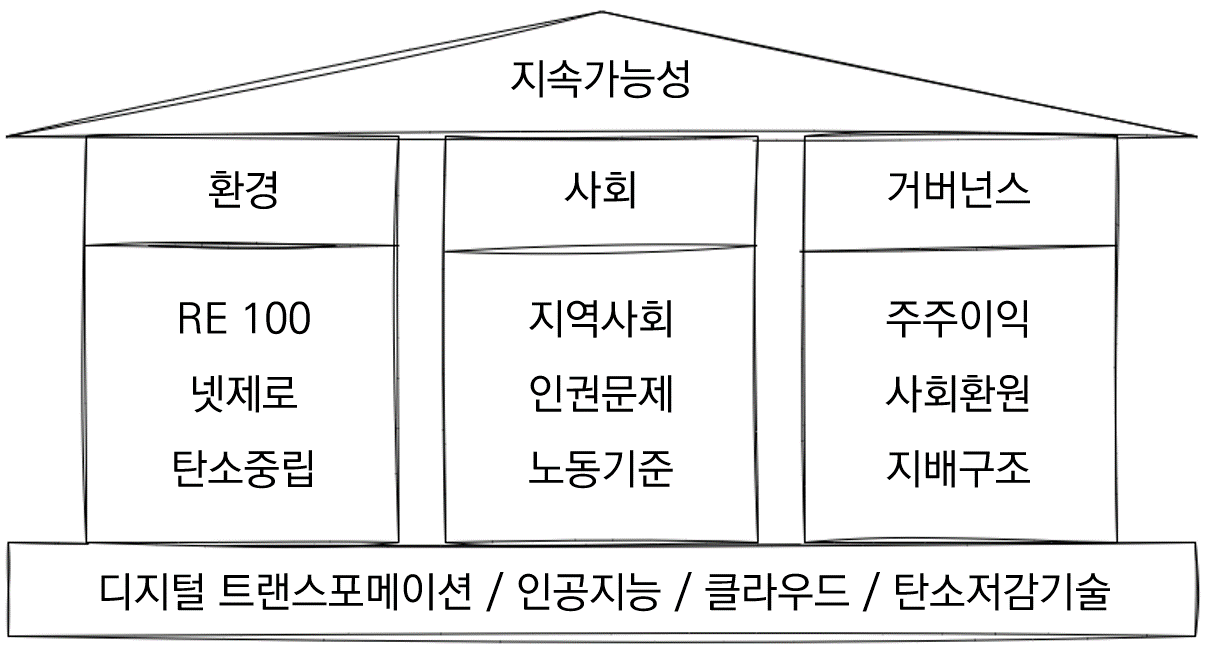 지속가능성
환경
사회
거버넌스
RE 100
넷제로
탄소중립
지역사회
인권문제
노동기준
주주이익
사회환원
지배구조
디지털 트랜스포메이션 / 인공지능 / 클라우드 / 탄소저감기술